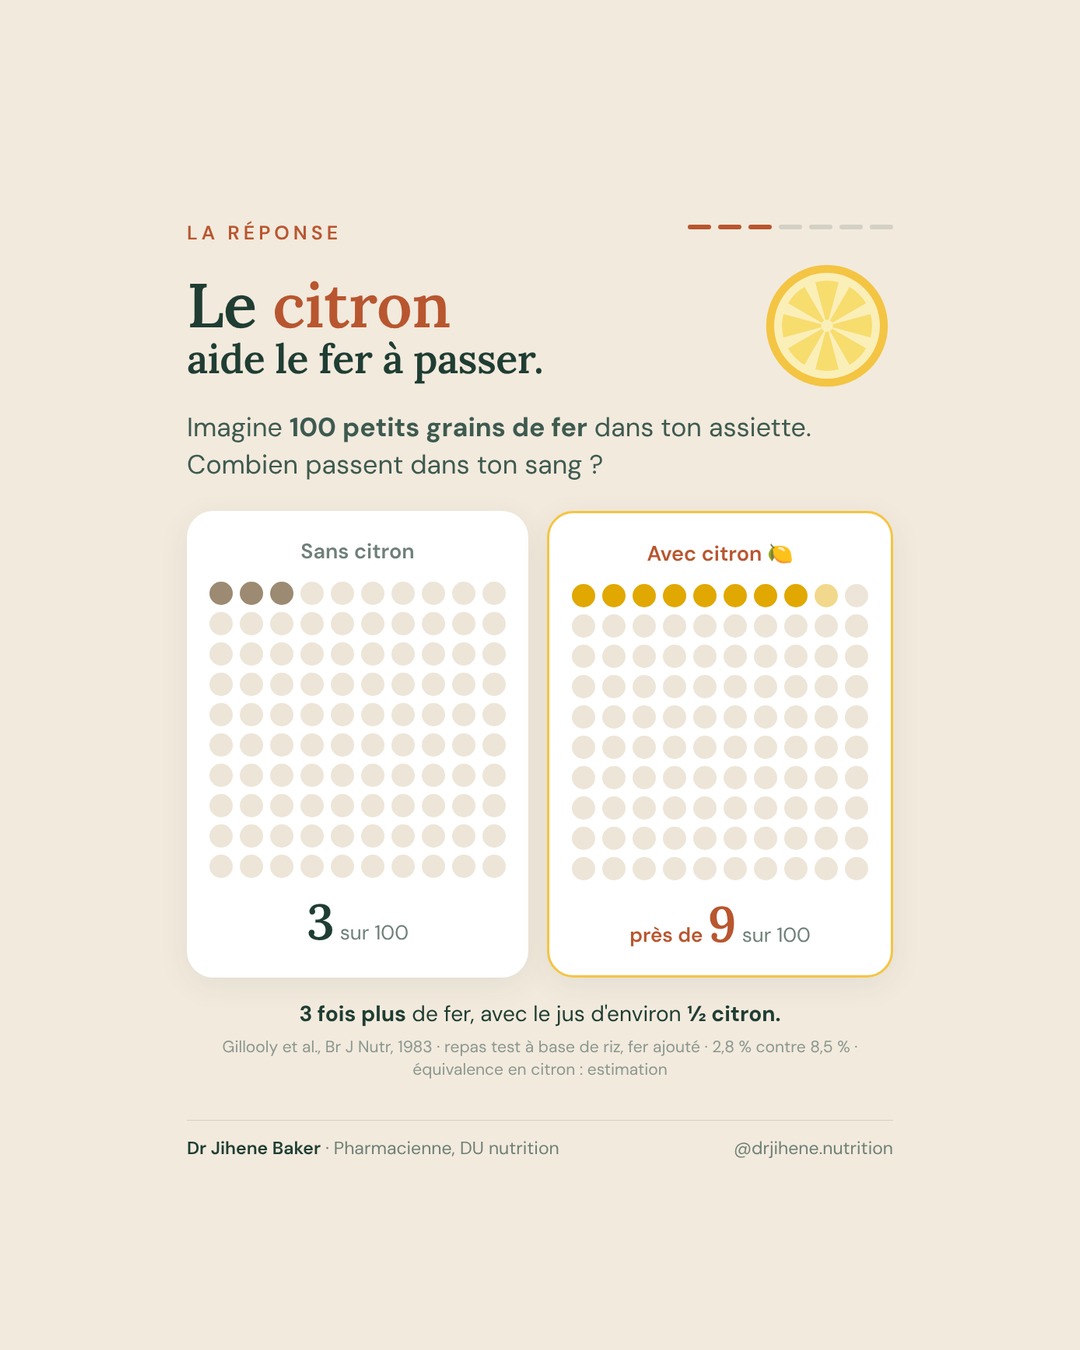 LA RÉPONSE
Le citron
aide le fer à passer.
Imagine 100 petits grains de fer dans ton assiette.
Combien passent dans ton sang ?
Sans citron
3 sur 100
Avec citron 🍋
près de 9 sur 100
3 fois plus de fer, avec le jus d'environ ½ citron.
Gillooly et al., Br J Nutr, 1983 · repas test à base de riz, fer ajouté · 2,8 % contre 8,5 % ·
équivalence en citron : estimation
Dr Jihene Baker · Pharmacienne, DU nutrition
@drjihene.nutrition